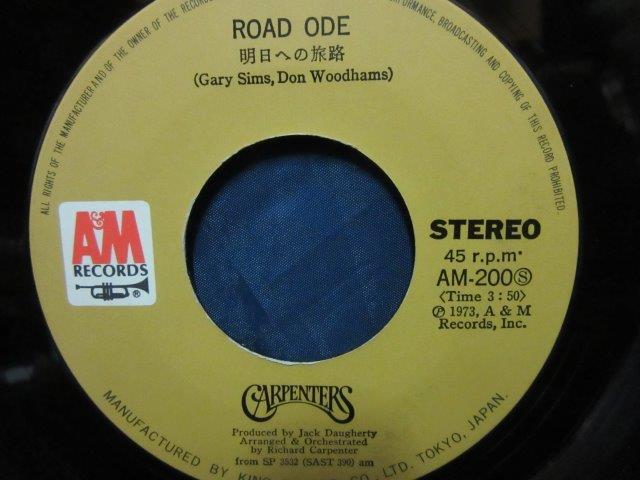 ALL RIGHTS OF THE MANUFACTURER AND OF THE OWNER OF THE RECORDED
PERFORMANCE, BROADCASTING AND COPYING OF THIS RECORD PROHIBITED.
ROAD ODE
明日への旅路
(Gary Sims, Don Woodhams)
A&M
RECORDS
®
STEREO
45 r.p.m.
AM-200Ⓢ
〈Time 3:50〉
Ⓟ 1973, A & M
Records, Inc.
CARPENTERS
Produced by Jack Daugherty
Arranged & Orchestrated by
Richard Carpenter
from SP 3532 (SAST 390) am
MANUFACTURED BY LTD. TOKYO, JAPAN.